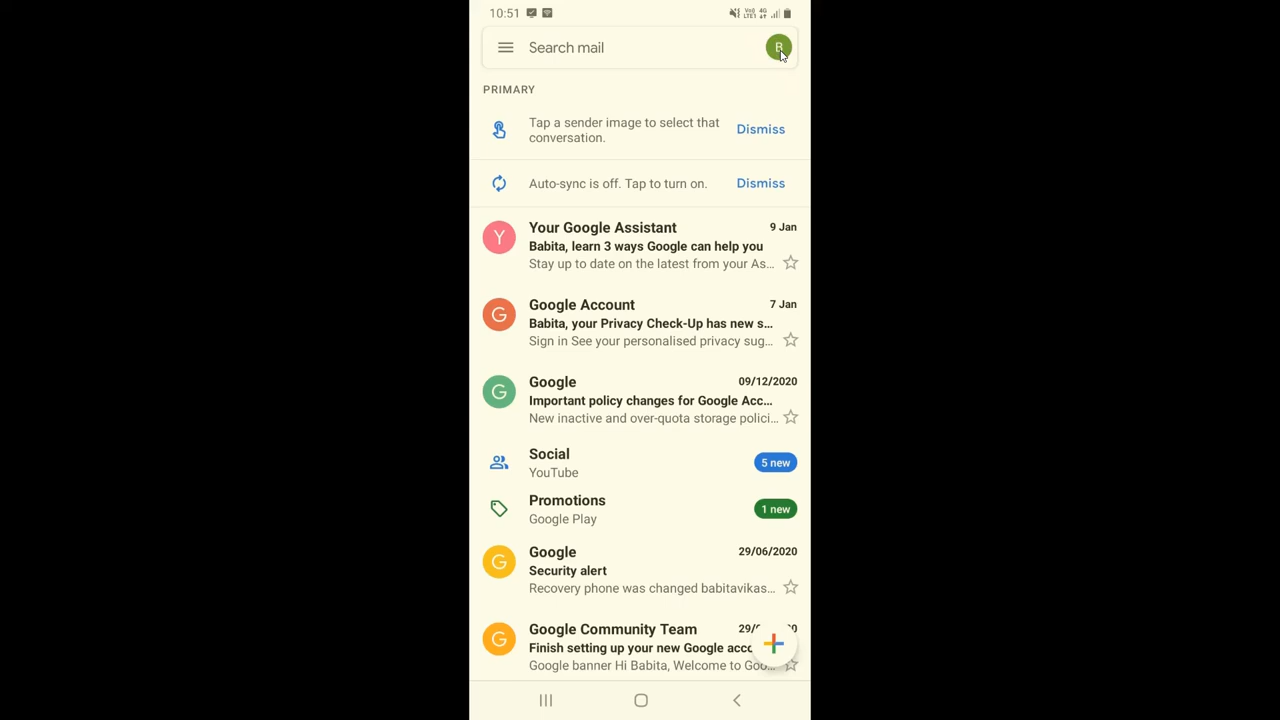 10:51
Search mail
B
PRIMARY
Tap a sender image to select that
conversation.
Dismiss
Auto-sync is off. Tap to turn on.
Dismiss
Y
Your Google Assistant
9 Jan
Babita, learn 3 ways Google can help you
Stay up to date on the latest from your As...
G
Google Account
7 Jan
Babita, your Privacy Check-Up has new s...
Sign in See your personalised privacy sug...
G
Google
09/12/2020
Important policy changes for Google Acc...
New inactive and over-quota storage polici...
Social
5 new
YouTube
Promotions
1 new
Google Play
G
Google
29/06/2020
Security alert
Recovery phone was changed babitavikas...
G
Google Community Team
Finish setting up your new Google acco
Google banner Hi Babita, Welcome to Goo...